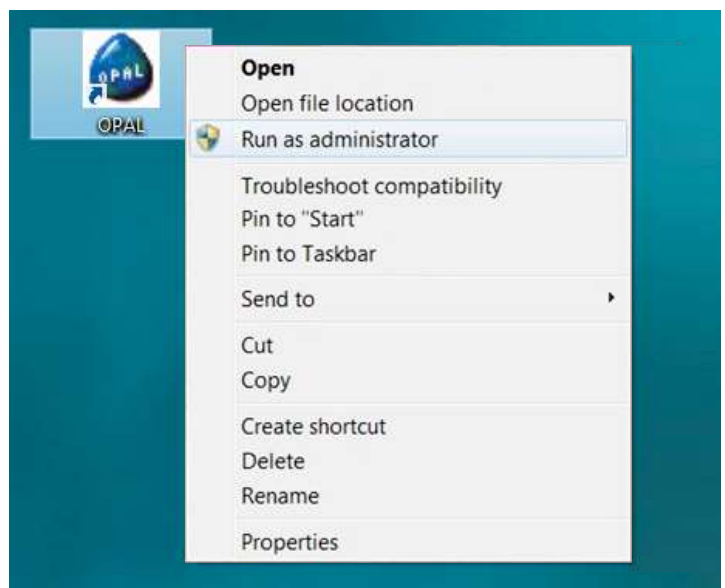 OPAL
OPAL
Open
Open file location
Run as administrator
Troubleshoot compatibility
Pin to "Start"
Pin to Taskbar
Send to
Cut
Copy
Create shortcut
Delete
Rename
Properties